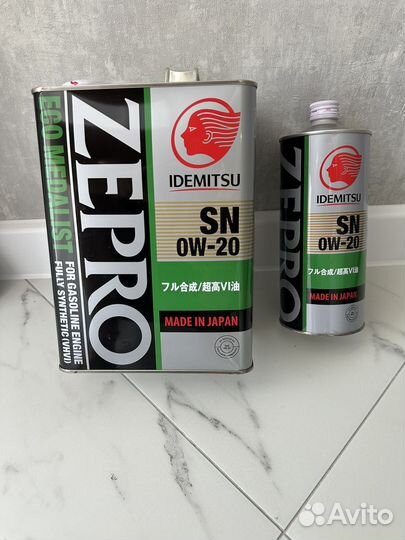 ZEPRO
ECO MEDALIST
FOR GASOLINE ENGINE
FULLY SYNTHETIC (VHVI)
IDEMITSU
SN
0W-20
フル合成/超高VI油
MADE IN JAPAN
ZEPRO
IDEMITSU
SN
0W-20
フル合成/超高VI油
MADE IN JAPAN
Avito